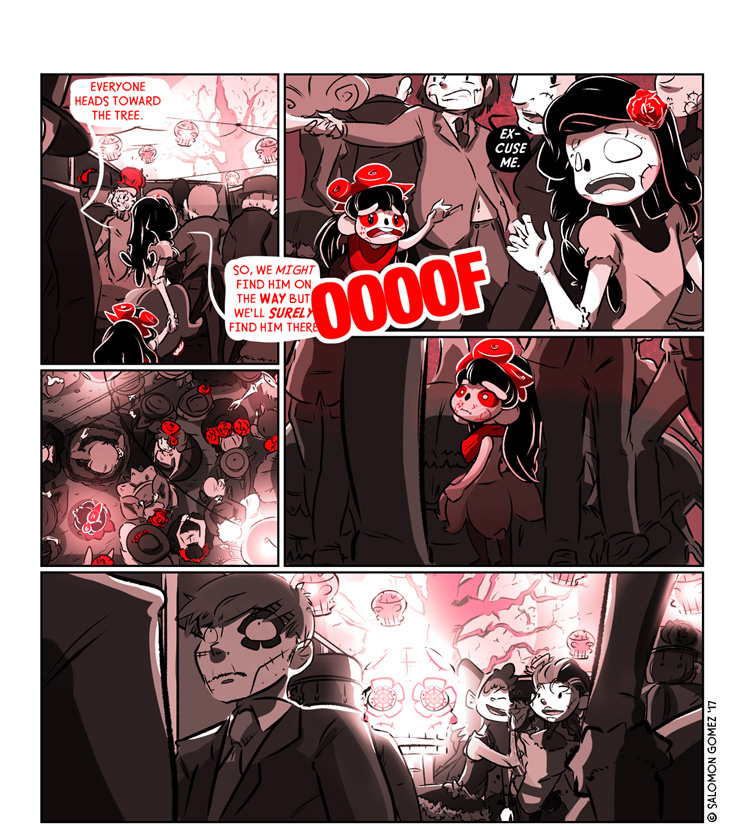 EVERYONE
HEADS TOWARD
THE TREE.
SO, WE MIGHT
FIND HIM ON
THE WAY BUT
WE'LL SURELY
FIND HIM THERE
EX-
CUSE
ME.
OOOOF
© SALOMON GOMEZ '17